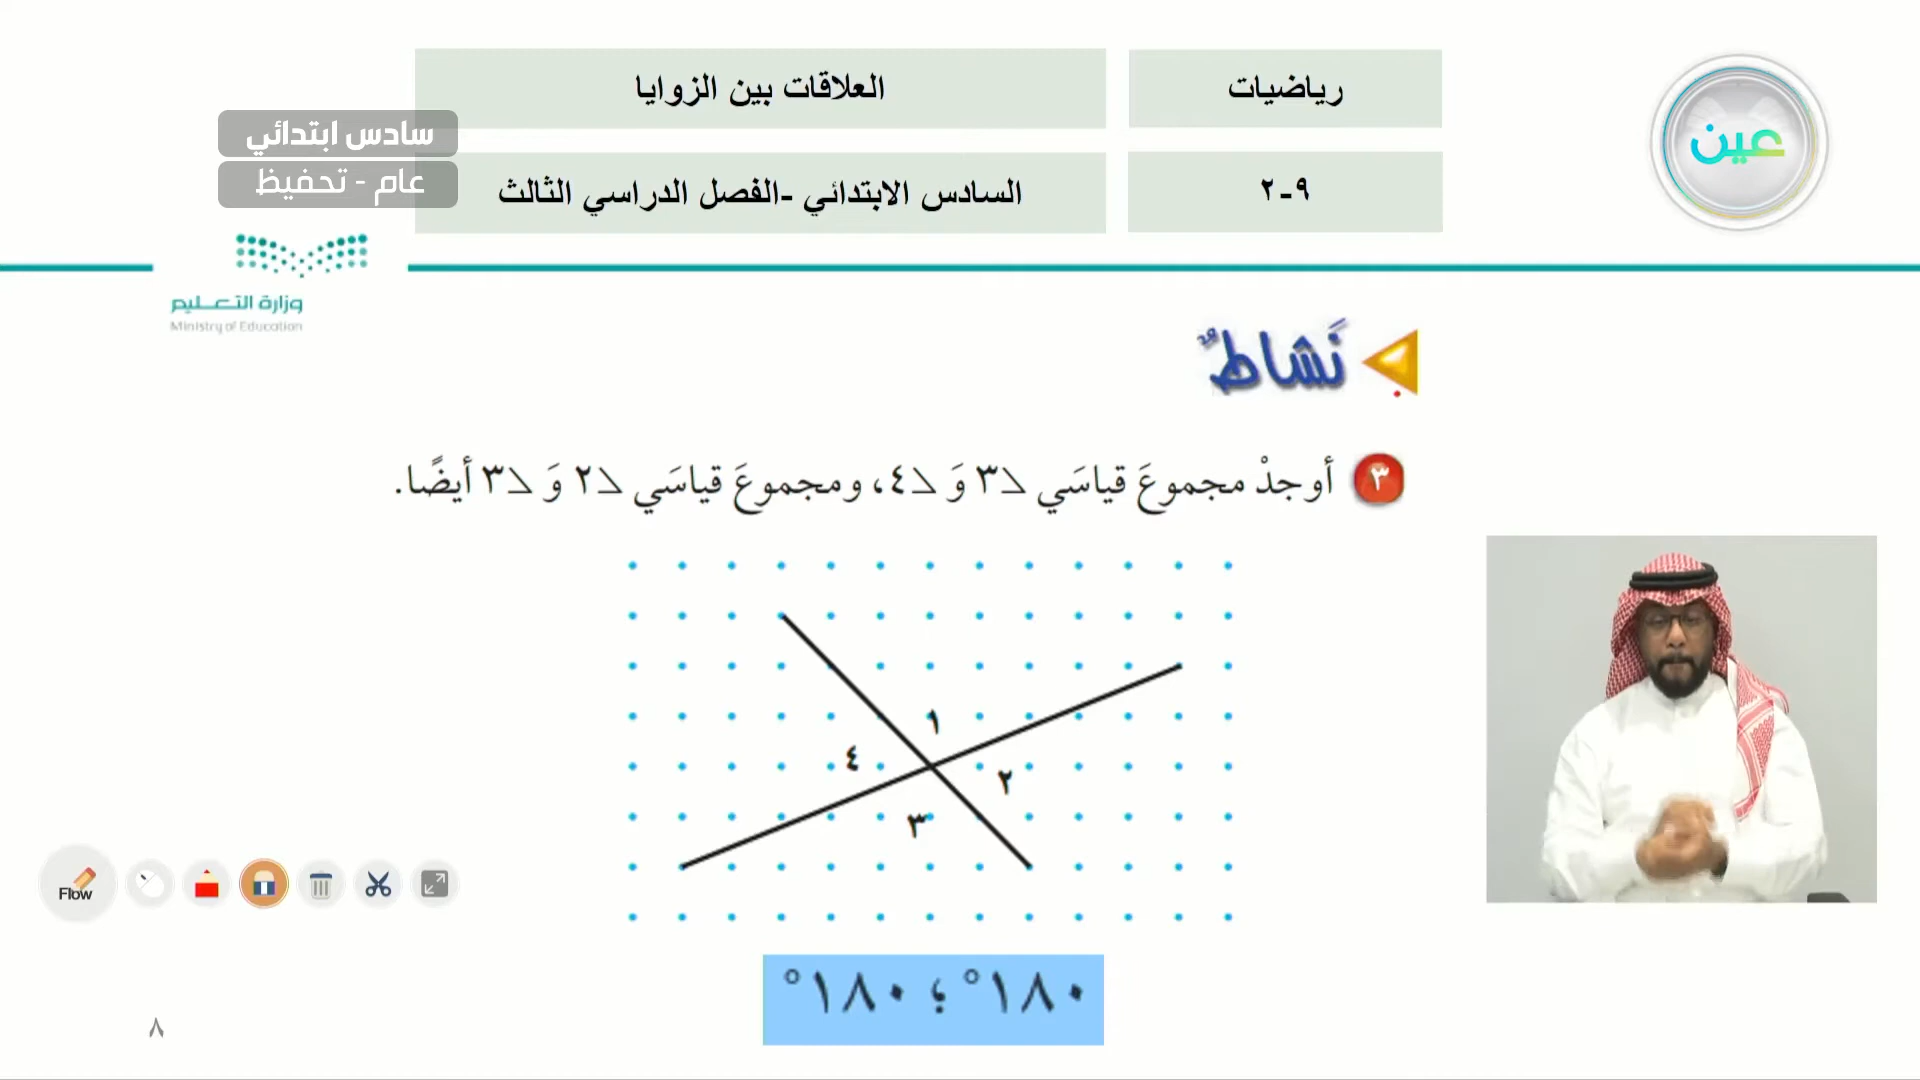 رياضيات
العلاقات بين الزوايا
عين
سادس ابتدائي
عام - تحفيظ
٩-٢
السادس الابتدائي -الفصل الدراسي الثالث
وزارة التعليم
Ministry of Education
نَشاطٌ
٣ أوجدْ مجموعَ قياسَي ∠٣ وَ ∠٤، ومجموعَ قياسَي ∠٢ وَ ∠٣ أيضًا.
١
٤
٢
٣
Flow
١٨٠° ؛ ١٨٠°
٨